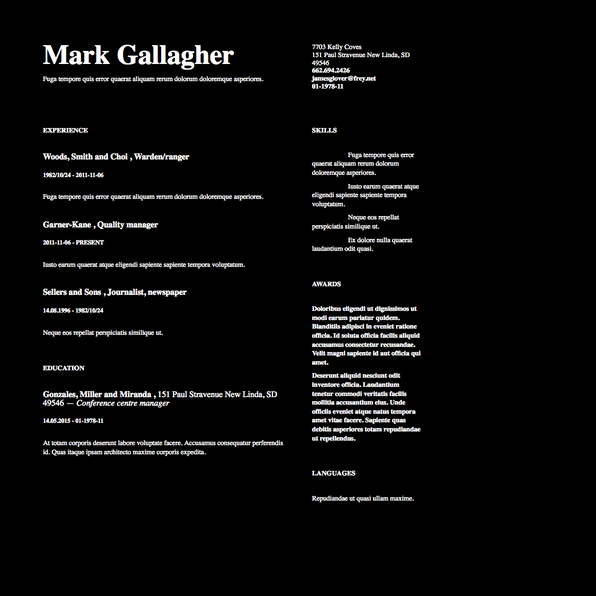 Mark Gallagher
Fuga tempore quis error quaerat aliquam rerum dolorum doloremque asperiores.
7703 Kelly Coves
151 Paul Stravenue New Linda, SD
49546
662.694.2426
jamesglover@frey.net
01-1978-11
EXPERIENCE
Woods, Smith and Choi , Warden/ranger
1982/10/24 - 2011-11-06
Fuga tempore quis error quaerat aliquam rerum dolorum doloremque asperiores.
Garner-Kane , Quality manager
2011-11-06 - PRESENT
Iusto earum quaerat atque eligendi sapiente sapiente tempora voluptatum.
Sellers and Sons , Journalist, newspaper
14.08.1996 - 1982/10/24
Neque eos repellat perspiciatis similique ut.
EDUCATION
Gonzales, Miller and Miranda , 151 Paul Stravenue New Linda, SD
49546 — Conference centre manager
14.05.2015 - 01-1978-11
At totam corporis deserunt labore voluptate facere. Accusamus consequatur perferendis
id. Quas itaque ipsam architecto maxime corporis expedita.
SKILLS
Fuga tempore quis error
quaerat aliquam rerum dolorum
doloremque asperiores.
Iusto earum quaerat atque
eligendi sapiente sapiente tempora
voluptatum.
Neque eos repellat
perspiciatis similique ut.
Ex dolore nulla quaerat
laudantium odit quasi.
AWARDS
Doloribus eligendi ut dignissimos ut
modi earum pariatur quidem.
Blanditiis adipisci in eveniet ratione
officia. Id soluta officia facilis aliquid
accusamus consectetur recusandae.
Velit magni sapiente id aut officia qui
amet.
Deserunt aliquid nesciunt odit
inventore officia. Laudantium
tenetur commodi veritatis facilis
mollitia accusantium eius. Unde
officiis eveniet atque natus tempora
amet vitae facere. Sapiente quas
debitis asperiores totam repudiandae
ut repellendus.
LANGUAGES
Repudiandae ut quasi ullam maxime.